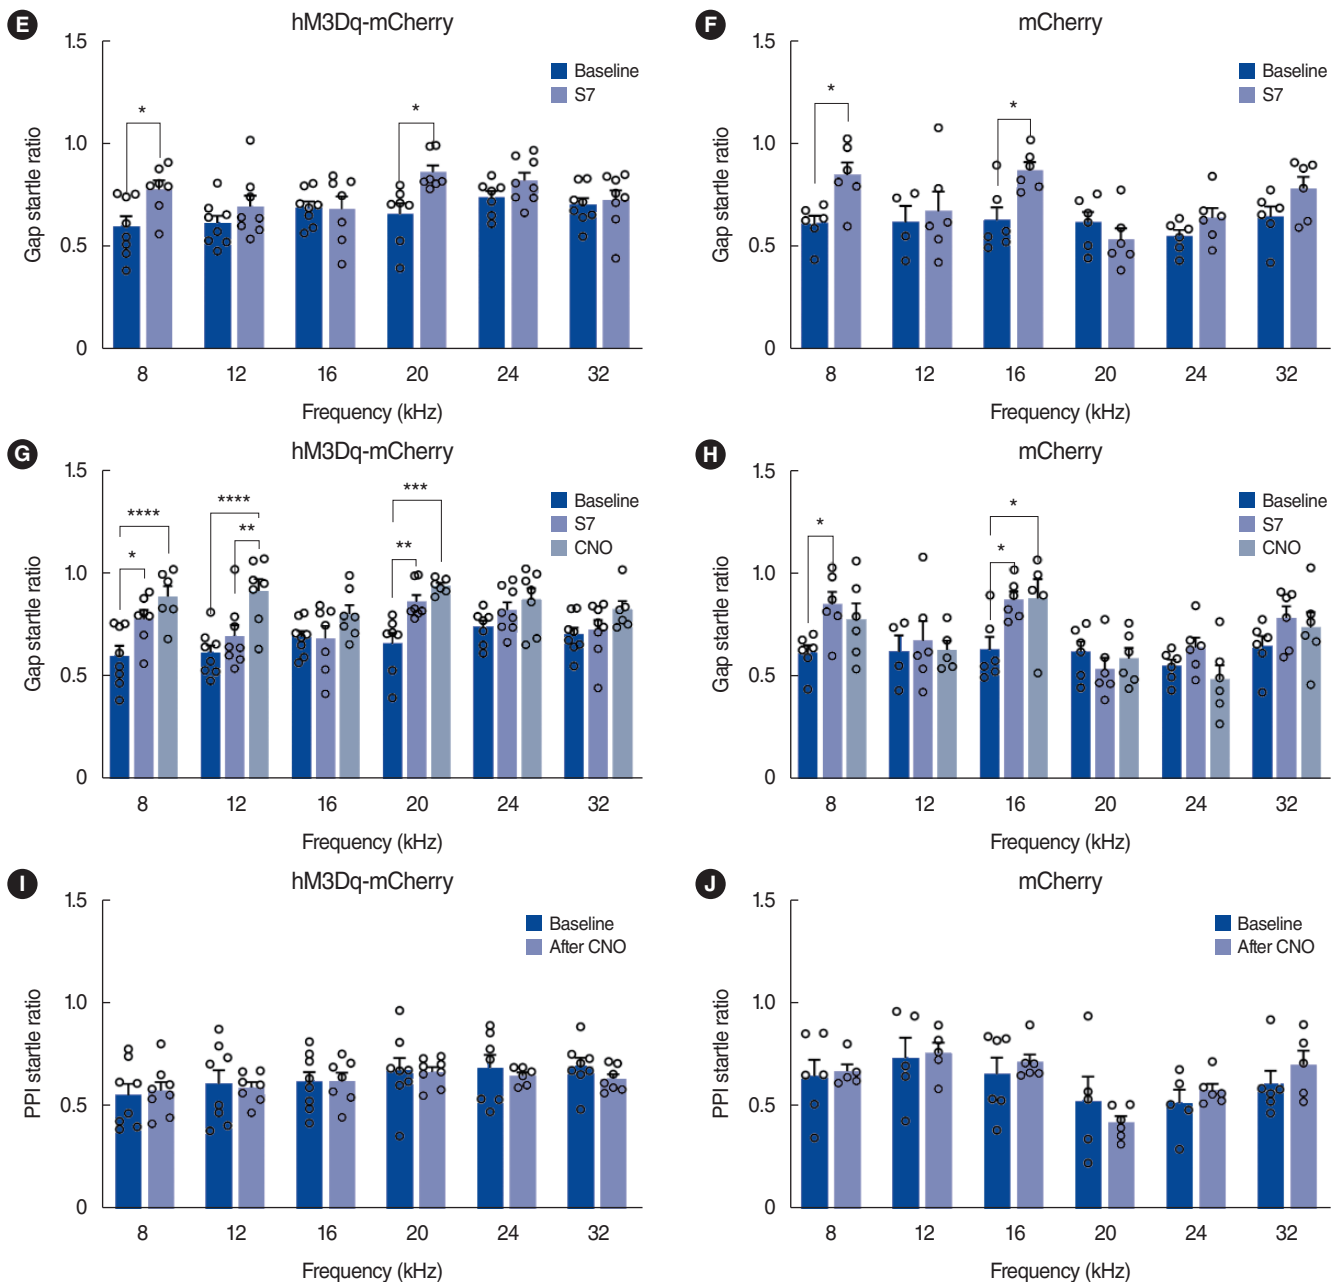 E
hM3Dq-mCherry
1.5
1.0
0.5
0
Gap startle ratio
Baseline
S7
*
*
8 12 16 20 24 32
Frequency (kHz)
F
mCherry
1.5
1.0
0.5
0
Gap startle ratio
Baseline
S7
*
*
8 12 16 20 24 32
Frequency (kHz)
G
hM3Dq-mCherry
1.5
1.0
0.5
0
Gap startle ratio
Baseline
S7
CNO
****
*
****
**
***
**
8 12 16 20 24 32
Frequency (kHz)
H
mCherry
1.5
1.0
0.5
0
Gap startle ratio
Baseline
S7
CNO
*
*
*
8 12 16 20 24 32
Frequency (kHz)
I
hM3Dq-mCherry
1.5
1.0
0.5
0
PPI startle ratio
Baseline
After CNO
8 12 16 20 24 32
Frequency (kHz)
J
mCherry
1.5
1.0
0.5
0
PPI startle ratio
Baseline
After CNO
8 12 16 20 24 32
Frequency (kHz)